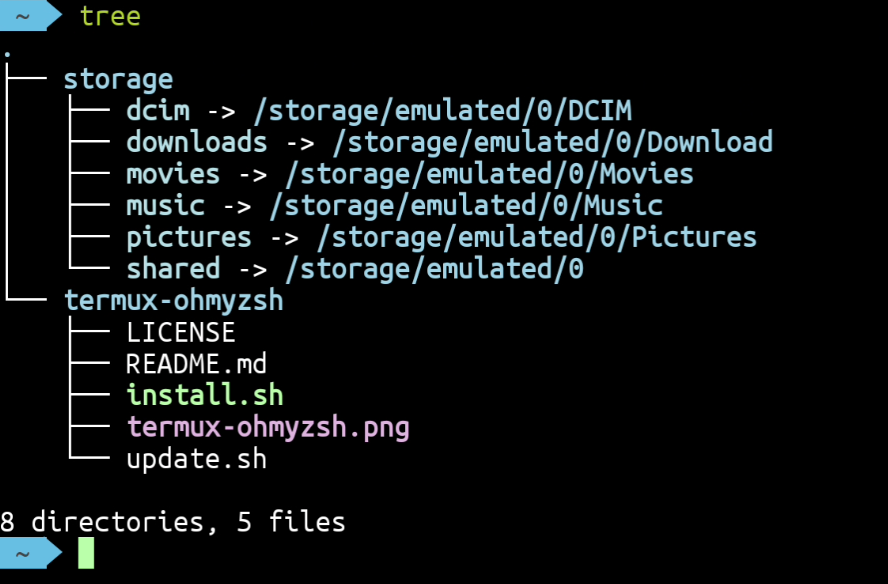 ~ tree
.
├── storage
│   ├── dcim -> /storage/emulated/0/DCIM
│   ├── downloads -> /storage/emulated/0/Download
│   ├── movies -> /storage/emulated/0/Movies
│   ├── music -> /storage/emulated/0/Music
│   ├── pictures -> /storage/emulated/0/Pictures
│   └── shared -> /storage/emulated/0
└── termux-ohmyzsh
    ├── LICENSE
    ├── README.md
    ├── install.sh
    ├── termux-ohmyzsh.png
    └── update.sh
8 directories, 5 files
~